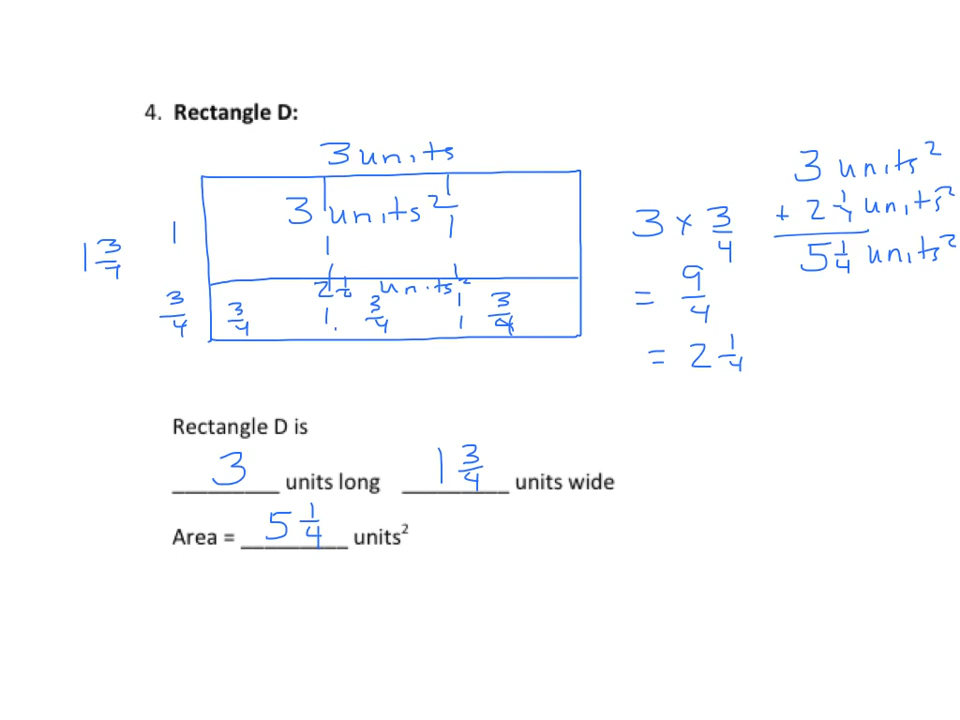 4. Rectangle D:
3 units
3 units²
1
1 3/4
3/4
2 1/4 units²
3/4 3/4 3/4
3 × 3/4
= 9/4
= 2 1/4
3 units²
+ 2 1/4 units²
5 1/4 units²
Rectangle D is
3 units long 1 3/4 units wide
Area = 5 1/4 units²